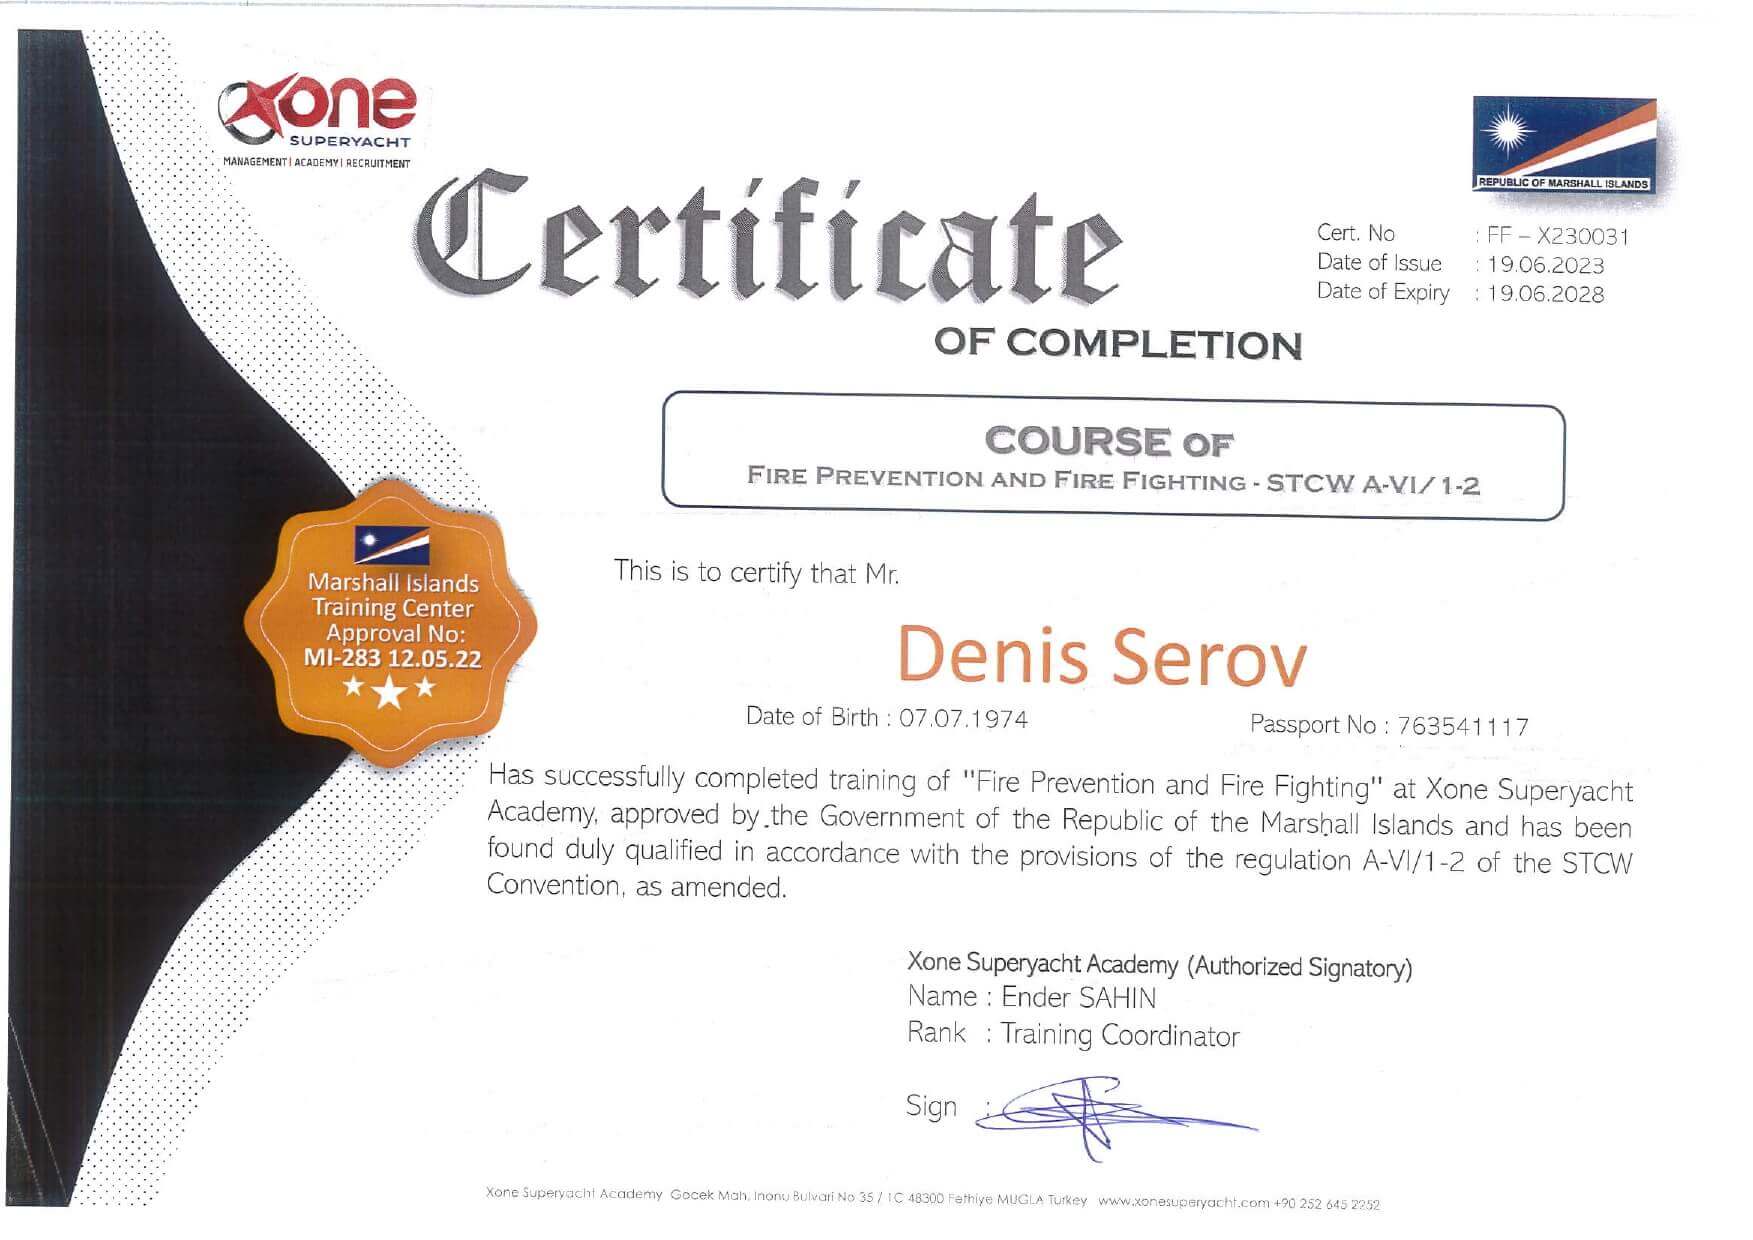 xone
SUPERYACHT
MANAGEMENT | ACADEMY | RECRUITMENT
REPUBLIC OF MARSHALL ISLANDS
Cert. No : FF – X230031
Date of Issue : 19.06.2023
Date of Expiry : 19.06.2028
Certificate
OF COMPLETION
COURSE OF
FIRE PREVENTION AND FIRE FIGHTING - STCW A-VI/1-2
Marshall Islands
Training Center
Approval No:
MI-283 12.05.22
This is to certify that Mr.
Denis Serov
Date of Birth : 07.07.1974 Passport No : 763541117
Has successfully completed training of "Fire Prevention and Fire Fighting" at Xone Superyacht
Academy, approved by the Government of the Republic of the Marshall Islands and has been
found duly qualified in accordance with the provisions of the regulation A-VI/1-2 of the STCW
Convention, as amended.
Xone Superyacht Academy (Authorized Signatory)
Name : Ender SAHIN
Rank : Training Coordinator
Sign :
Xone Superyacht Academy Gocek Mah. Inonu Bulvari No 35 / 1C 48300 Fethiye MUGLA Turkey www.xonesuperyacht.com +90 252 645 2252